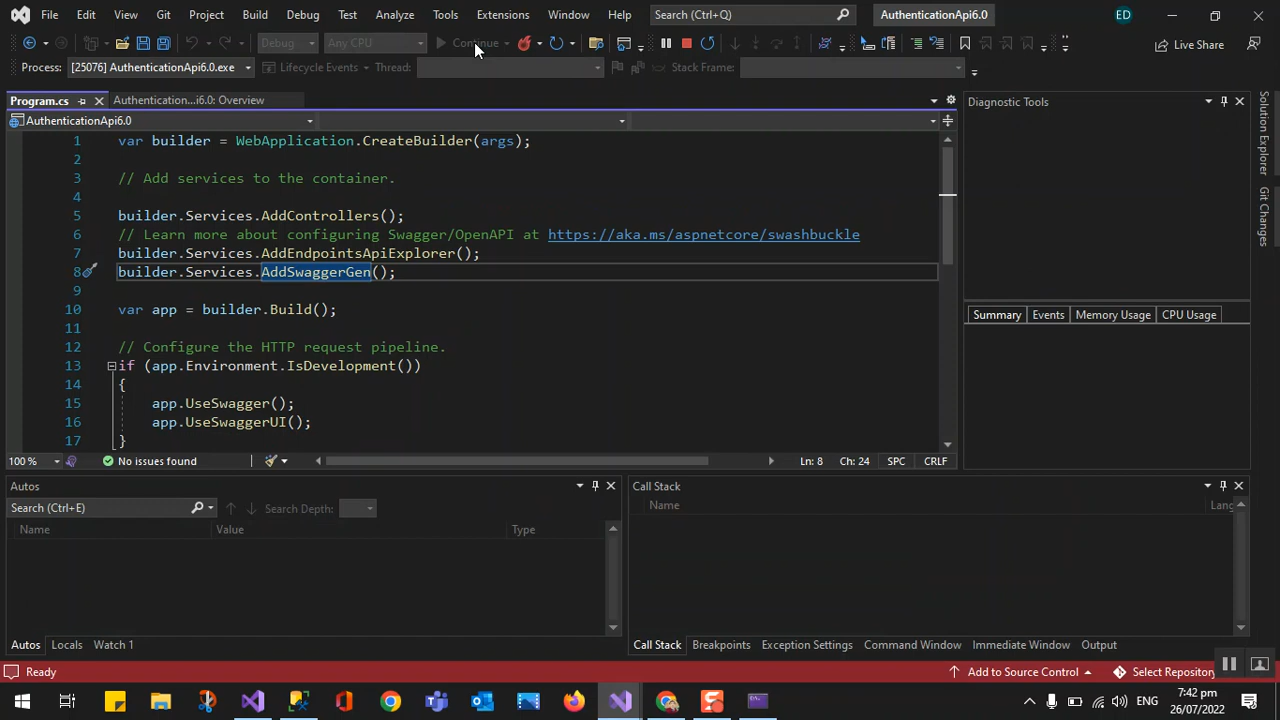 File Edit View Git Project Build Debug Test Analyze Tools Extensions Window Help Search (Ctrl+Q) AuthenticationApi6.0 ED
Debug Any CPU Continue Live Share
Process: [25076] AuthenticationApi6.0.exe Lifecycle Events Thread: Stack Frame:
Program.cs Authentication...i6.0: Overview
AuthenticationApi6.0
1 var builder = WebApplication.CreateBuilder(args);
2
3 // Add services to the container.
4
5 builder.Services.AddControllers();
6 // Learn more about configuring Swagger/OpenAPI at https://aka.ms/aspnetcore/swashbuckle
7 builder.Services.AddEndpointsApiExplorer();
8 builder.Services.AddSwaggerGen();
9
10 var app = builder.Build();
11
12 // Configure the HTTP request pipeline.
13 if (app.Environment.IsDevelopment())
14 {
15 app.UseSwagger();
16 app.UseSwaggerUI();
17 }
100 % No issues found Ln: 8 Ch: 24 SPC CRLF
Diagnostic Tools
Summary Events Memory Usage CPU Usage
Solution Explorer
Git Changes
Autos
Search (Ctrl+E) Search Depth:
Name Value Type
Autos Locals Watch 1
Call Stack
Name Lang
Call Stack Breakpoints Exception Settings Command Window Immediate Window Output
Ready Add to Source Control Select Repository
ENG 7:42 pm
26/07/2022